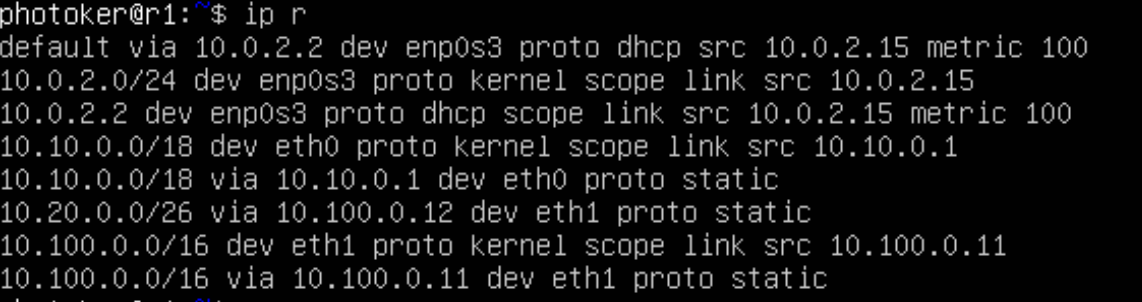 photoker@r1:~$ ip r
default via 10.0.2.2 dev enp0s3 proto dhcp src 10.0.2.15 metric 100
10.0.2.0/24 dev enp0s3 proto kernel scope link src 10.0.2.15
10.0.2.2 dev enp0s3 proto dhcp scope link src 10.0.2.15 metric 100
10.10.0.0/18 dev eth0 proto kernel scope link src 10.10.0.1
10.10.0.0/18 via 10.10.0.1 dev eth0 proto static
10.20.0.0/26 via 10.100.0.12 dev eth1 proto static
10.100.0.0/16 dev eth1 proto kernel scope link src 10.100.0.11
10.100.0.0/16 via 10.100.0.11 dev eth1 proto static